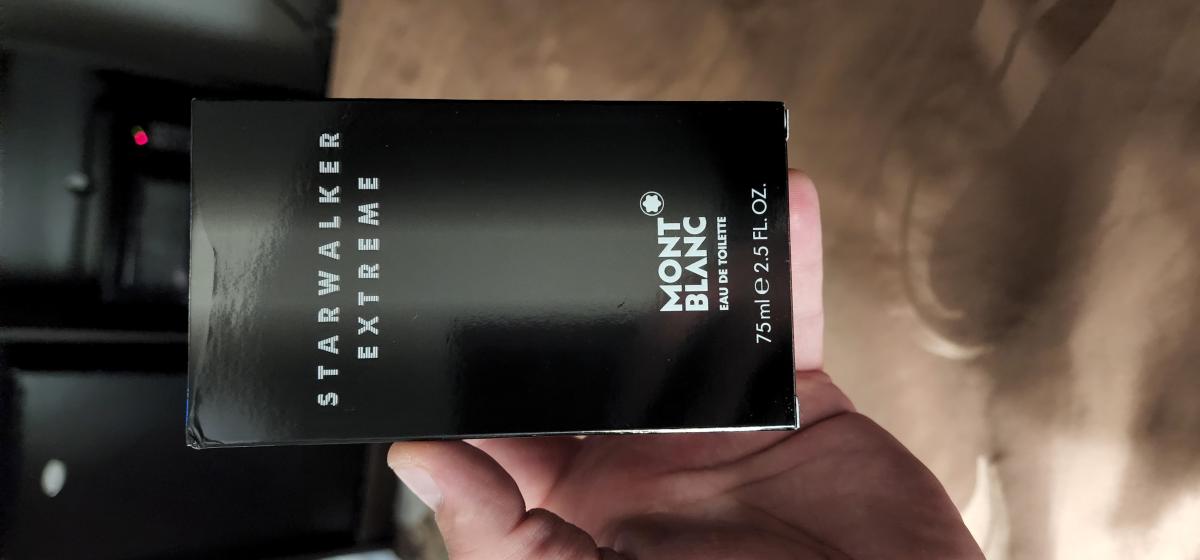 STARWALKER
EXTREME
MONT
BLANC
EAU DE TOILETTE
75ml e 2.5 FL. OZ.